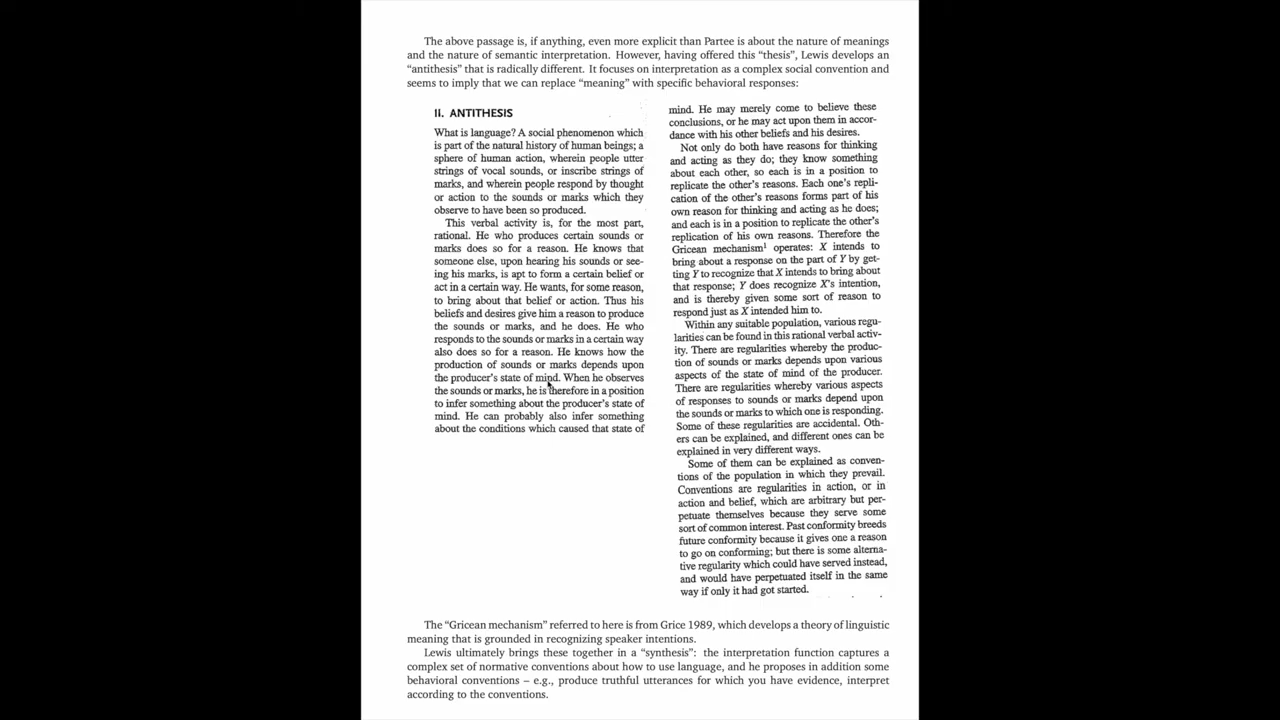 The above passage is, if anything, even more explicit than Partee is about the nature of meanings
and the nature of semantic interpretation. However, having offered this “thesis”, Lewis develops an
“antithesis” that is radically different. It focuses on interpretation as a complex social convention and
seems to imply that we can replace “meaning” with specific behavioral responses:
II. ANTITHESIS
What is language? A social phenomenon which
is part of the natural history of human beings; a
sphere of human action, wherein people utter
strings of vocal sounds, or inscribe strings of
marks, and wherein people respond by thought
or action to the sounds or marks which they
observe to have been so produced.
This verbal activity is, for the most part,
rational. He who produces certain sounds or
marks does so for a reason. He knows that
someone else, upon hearing his sounds or see-
ing his marks, is apt to form a certain belief or
act in a certain way. He wants, for some reason,
to bring about that belief or action. Thus his
beliefs and desires give him a reason to produce
the sounds or marks, and he does. He who
responds to the sounds or marks in a certain way
also does so for a reason. He knows how the
production of sounds or marks depends upon
the producer's state of mind. When he observes
the sounds or marks, he is therefore in a position
to infer something about the producer's state of
mind. He can probably also infer something
about the conditions which caused that state of
mind. He may merely come to believe these
conclusions, or he may act upon them in accor-
dance with his other beliefs and his desires.
Not only do both have reasons for thinking
and acting as they do; they know something
about each other, so each is in a position to
replicate the other's reasons. Each one's repli-
cation of the other's reasons forms part of his
own reason for thinking and acting as he does;
and each is in a position to replicate the other's
replication of his own reasons. Therefore the
Gricean mechanism¹ operates: X intends to
bring about a response on the part of Y by get-
ting Y to recognize that X intends to bring about
that response; Y does recognize X's intention,
and is thereby given some sort of reason to
respond just as X intended him to.
Within any suitable population, various regu-
larities can be found in this rational verbal activ-
ity. There are regularities whereby the produc-
tion of sounds or marks depends upon various
aspects of the state of mind of the producer.
There are regularities whereby various aspects
of responses to sounds or marks depend upon
the sounds or marks to which one is responding.
Some of these regularities are accidental. Oth-
ers can be explained, and different ones can be
explained in very different ways.
Some of them can be explained as conven-
tions of the population in which they prevail.
Conventions are regularities in action, or in
action and belief, which are arbitrary but per-
petuate themselves because they serve some
sort of common interest. Past conformity breeds
future conformity because it gives one a reason
to go on conforming; but there is some alterna-
tive regularity which could have served instead,
and would have perpetuated itself in the same
way if only it had got started.
The “Gricean mechanism” referred to here is from Grice 1989, which develops a theory of linguistic
meaning that is grounded in recognizing speaker intentions.
Lewis ultimately brings these together in a “synthesis”: the interpretation function captures a
complex set of normative conventions about how to use language, and he proposes in addition some
behavioral conventions – e.g., produce truthful utterances for which you have evidence, interpret
according to the conventions.